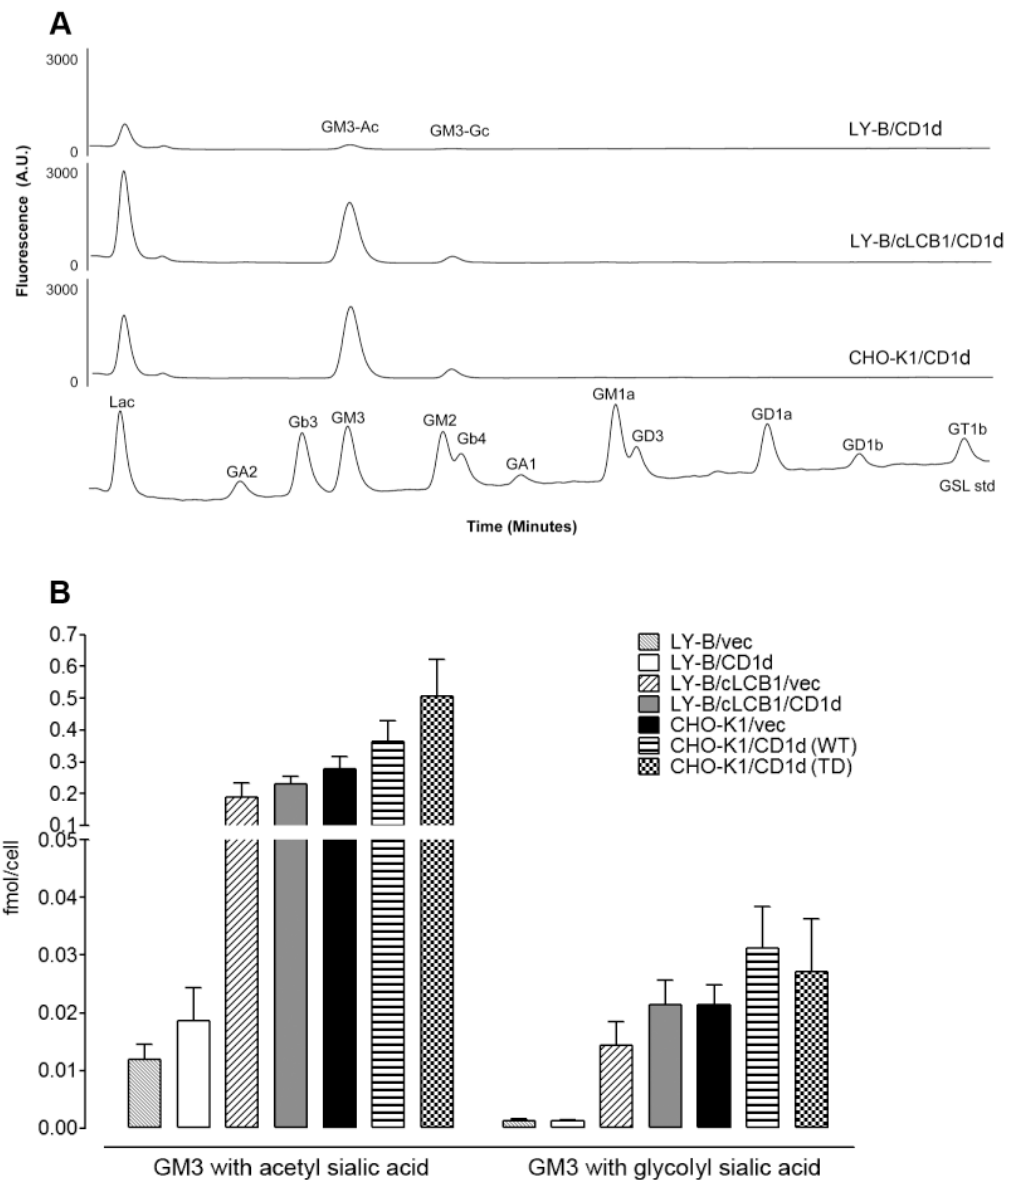 A
3000
0
GM3-Ac
GM3-Gc
LY-B/CD1d
3000
0
LY-B/cLCB1/CD1d
3000
0
CHO-K1/CD1d
Fluorescence (A.U.)
Lac
GA2
Gb3
GM3
GM2
Gb4
GA1
GM1a
GD3
GD1a
GD1b
GT1b
GSL std
Time (Minutes)
B
0.7
0.6
0.5
0.4
0.3
0.2
0.1
0.05
0.04
0.03
0.02
0.01
0.00
fmol/cell
LY-B/vec
LY-B/CD1d
LY-B/cLCB1/vec
LY-B/cLCB1/CD1d
CHO-K1/vec
CHO-K1/CD1d (WT)
CHO-K1/CD1d (TD)
GM3 with acetyl sialic acid
GM3 with glycolyl sialic acid